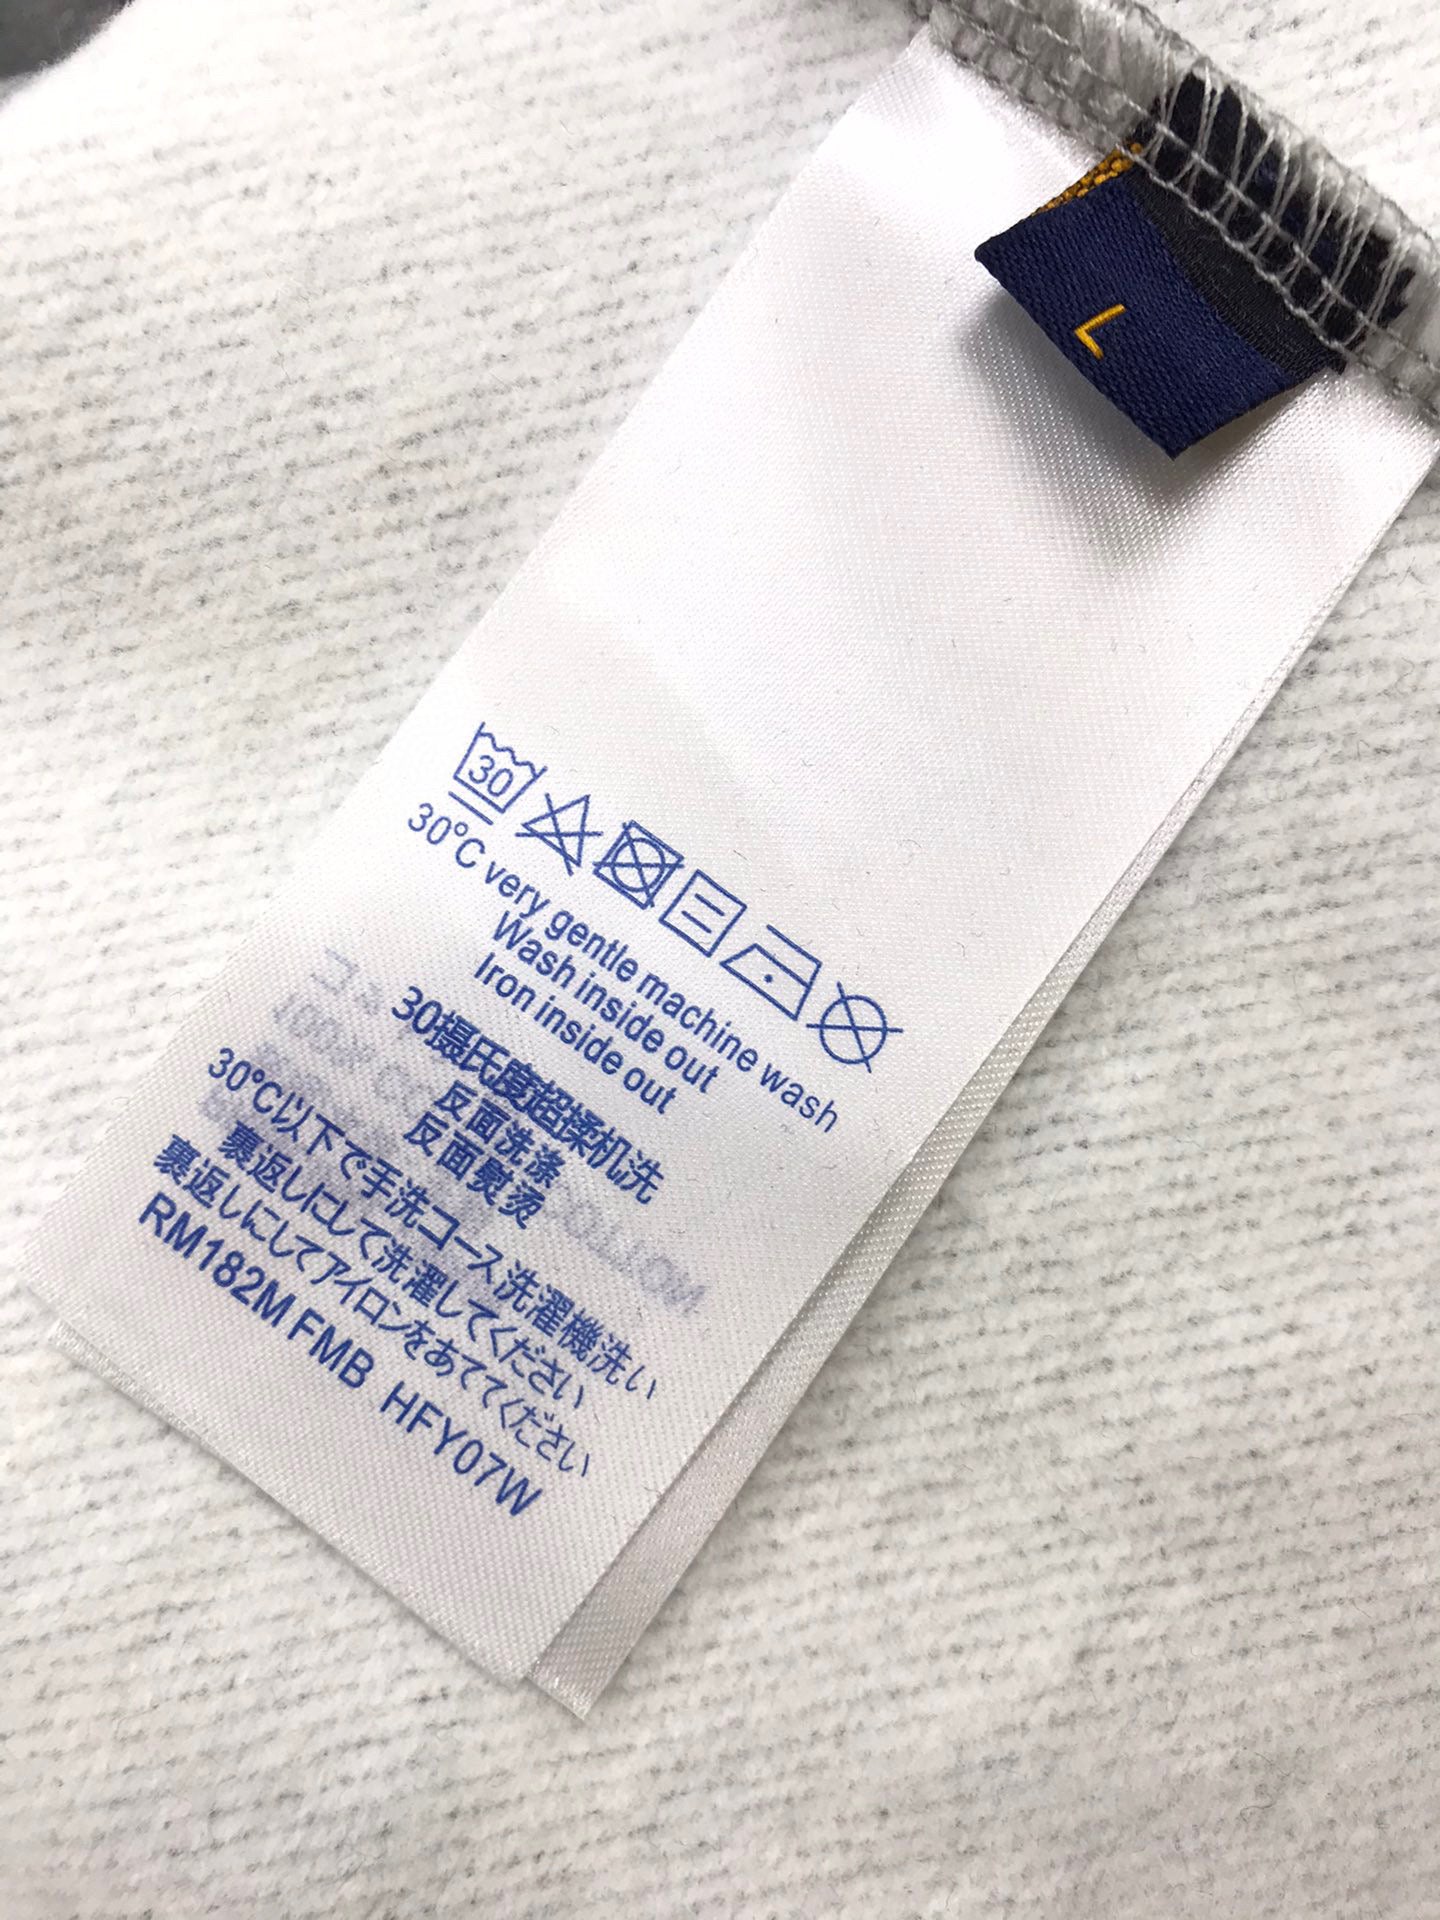 L
30
30°C very gentle machine wash
Wash inside out
Iron inside out
30摄氏度超揉机洗
反面洗涤
反面熨烫
30°C以下で手洗コース洗濯機洗い
裏返しにして洗濯してください
裏返しにしてアイロンをあててください
RM182M FMB HFY07W